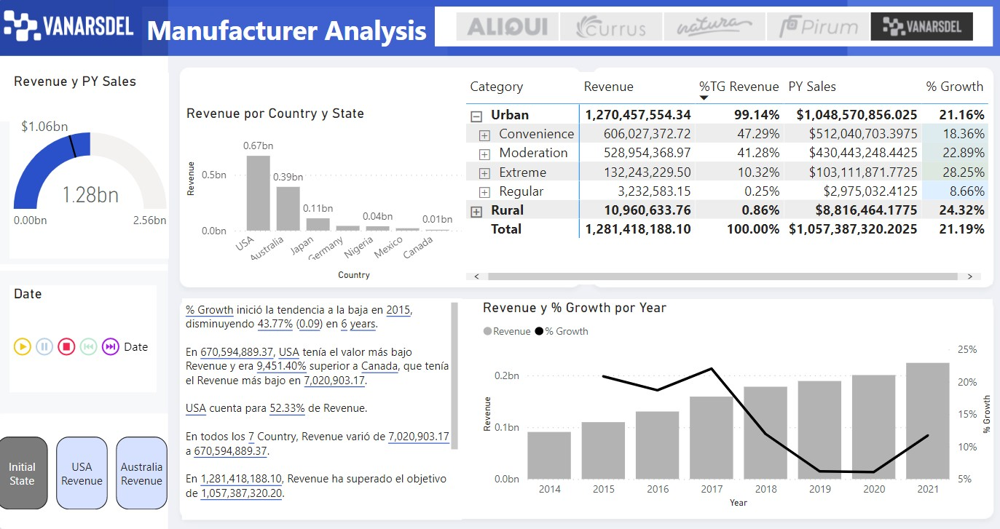 VANARSDEL
Manufacturer Analysis
ALIQUI
Currus
natura
Pirum
VANARSDEL
Revenue y PY Sales
$1.06bn
1.28bn
0.00bn
2.56bn
Date
Date
Initial State
USA Revenue
Australia Revenue
Revenue por Country y State
Revenue
0.5bn
0.0bn
0.67bn
0.39bn
0.11bn
0.04bn
0.01bn
USA
Australia
Japan
Germany
Nigeria
Mexico
Canada
Country
Category Revenue %TG Revenue PY Sales % Growth
Urban 1,270,457,554.34 99.14% $1,048,570,856.025 21.16%
Convenience 606,027,372.72 47.29% $512,040,703.3975 18.36%
Moderation 528,954,368.97 41.28% $430,443,248.4425 22.89%
Extreme 132,243,229.50 10.32% $103,111,871.7725 28.25%
Regular 3,232,583.15 0.25% $2,975,032.4125 8.66%
Rural 10,960,633.76 0.86% $8,816,464.1775 24.32%
Total 1,281,418,188.10 100.00% $1,057,387,320.2025 21.19%
% Growth inició la tendencia a la baja en 2015,
disminuyendo 43.77% (0.09) en 6 years.
En 670,594,889.37, USA tenía el valor más bajo
Revenue y era 9,451.40% superior a Canada, que tenía
el Revenue más bajo en 7,020,903.17.
USA cuenta para 52.33% de Revenue.
En todos los 7 Country, Revenue varió de 7,020,903.17
a 670,594,889.37.
En 1,281,418,188.10, Revenue ha superado el objetivo
de 1,057,387,320.20.
Revenue y % Growth por Year
Revenue % Growth
Revenue
0.2bn
0.1bn
0.0bn
25%
20%
15%
10%
5%
% Growth
2014 2015 2016 2017 2018 2019 2020 2021
Year